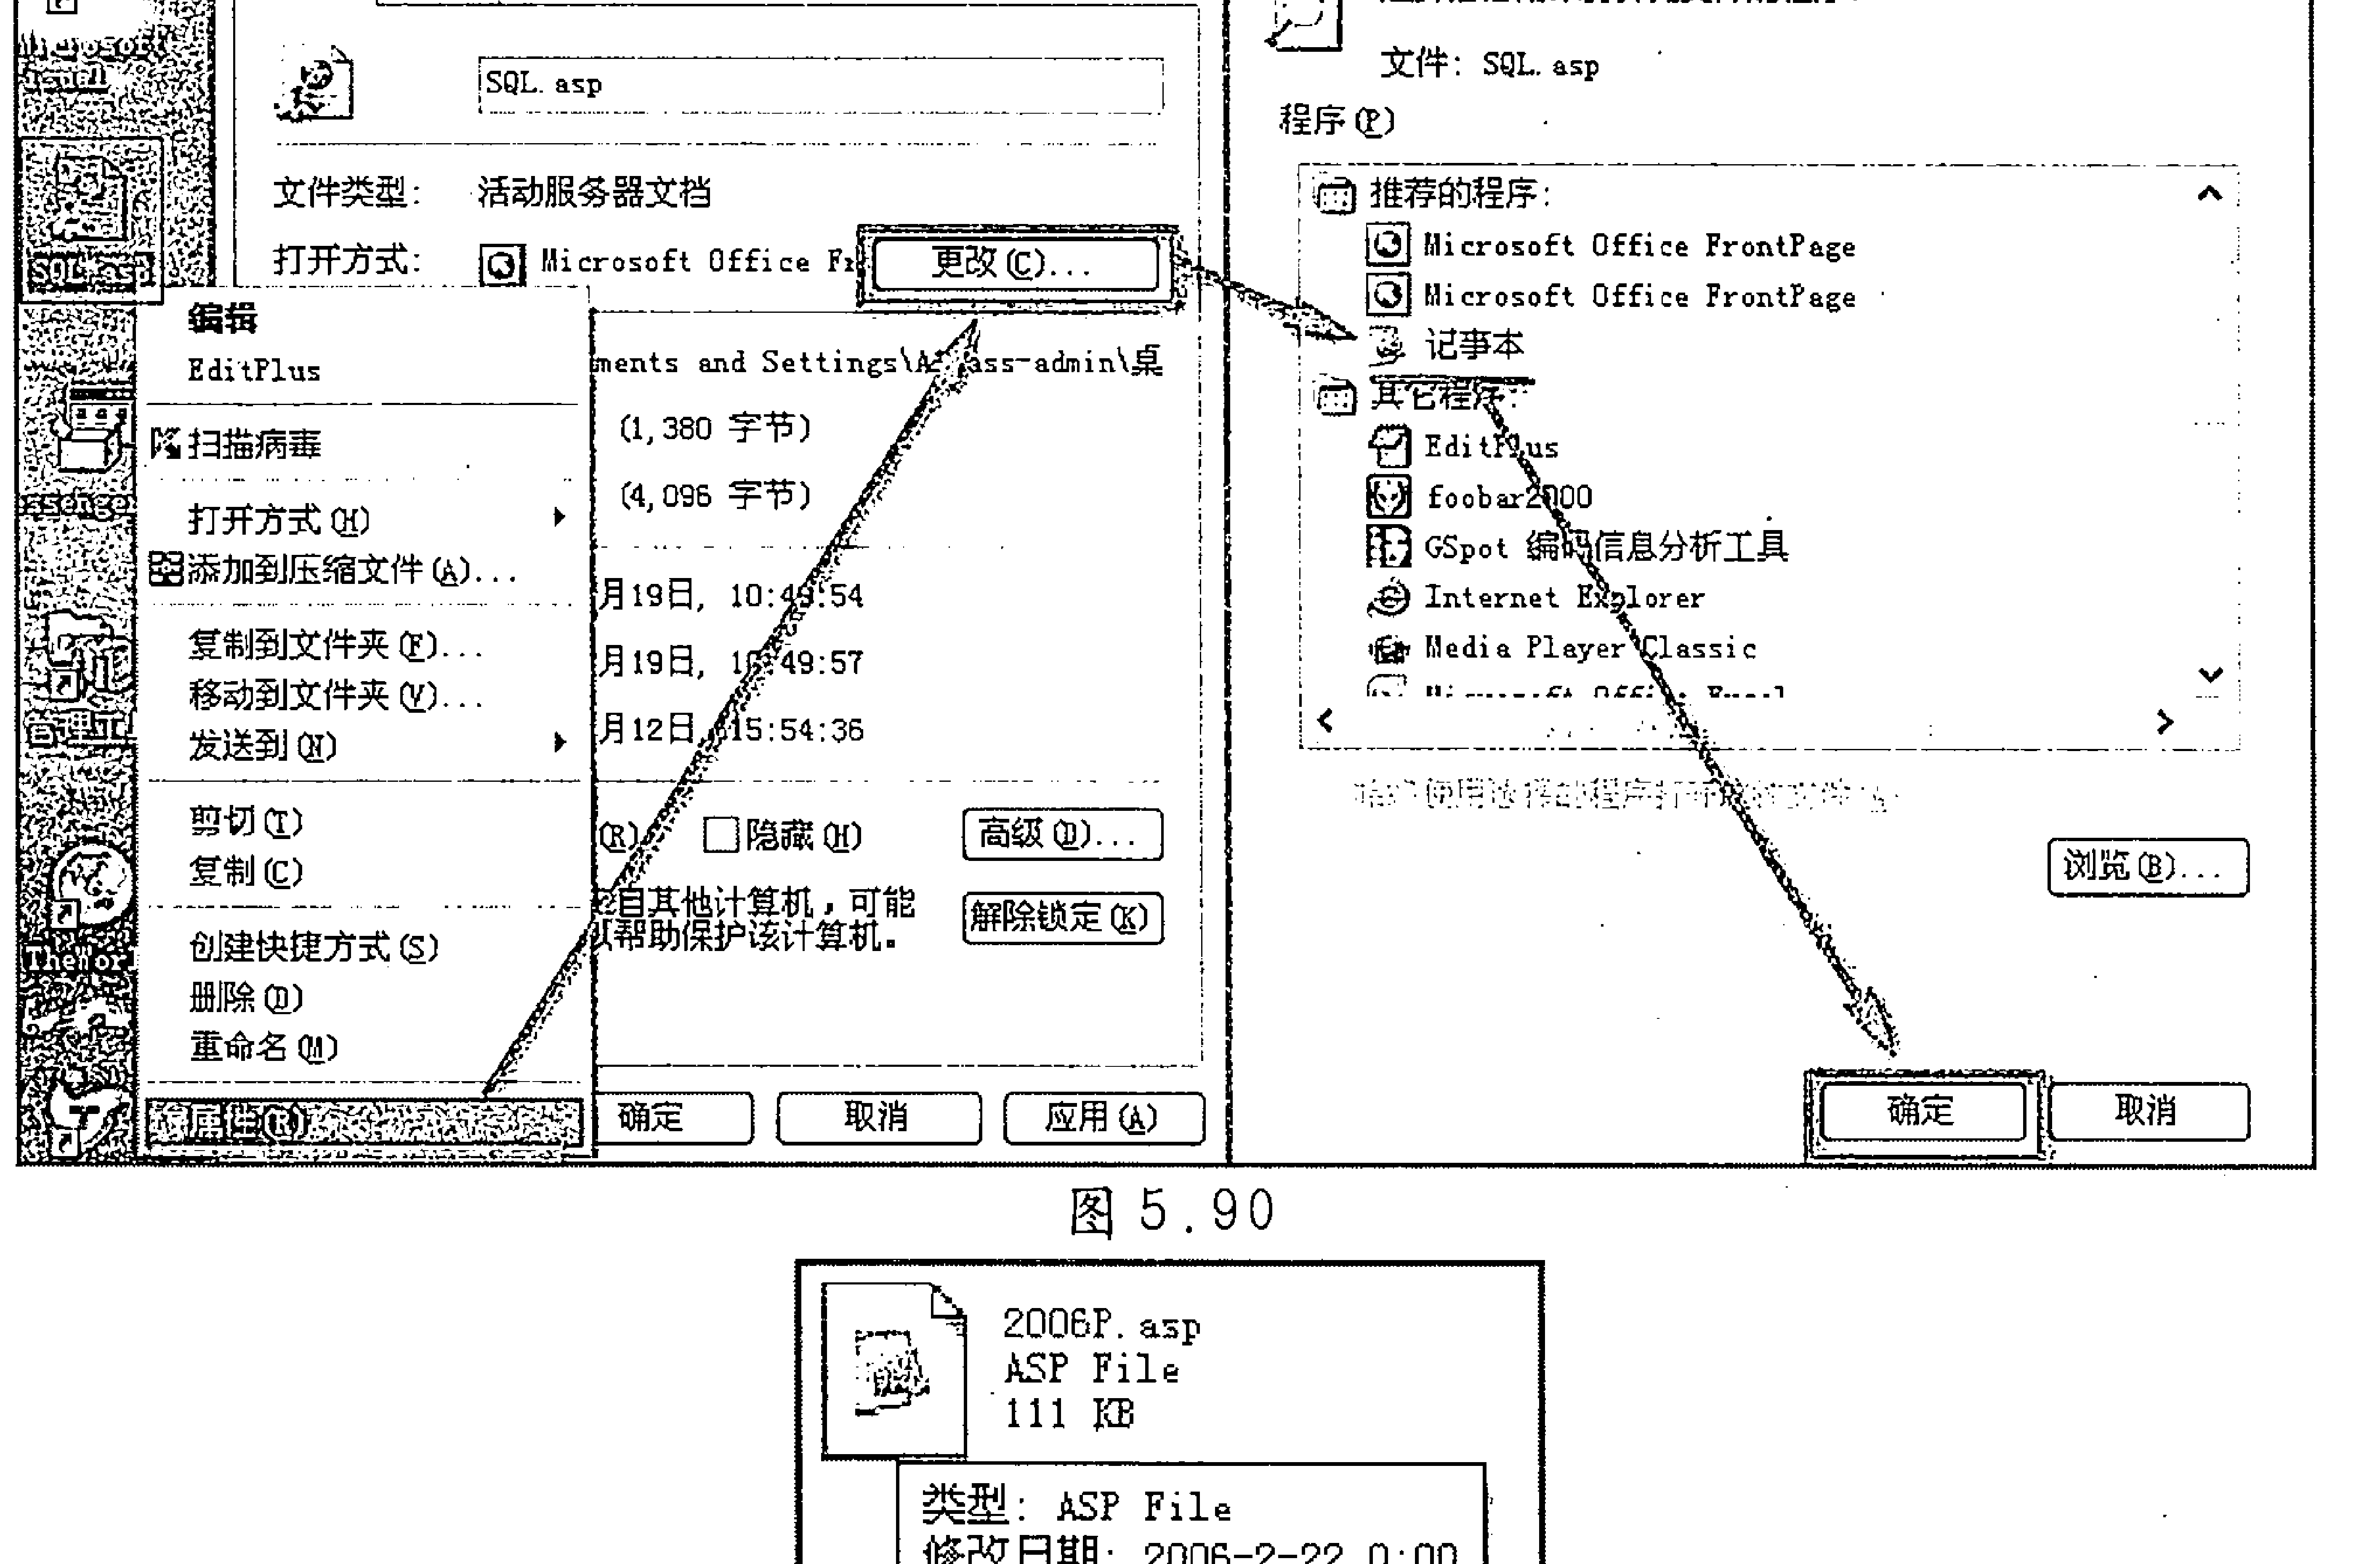 SQL.asp
文件类型: 活动服务器文档
打开方式: Microsoft Office Fr 更改(C)...
SQL.asp
编辑
EditPlus
扫描病毒
打开方式(H)
添加到压缩文件(A)...
复制到文件夹(F)...
移动到文件夹(V)...
发送到(N)
剪切(T)
复制(C)
创建快捷方式(S)
删除(D)
重命名(M)
属性(R)
ments and Settings\A ass-admin\桌
(1,380 字节)
(4,096 字节)
月19日, 10:49:54
月19日, 10:49:57
月12日, 15:54:36
(R) 隐藏(H) 高级(D)...
自其他计算机，可能
帮助保护该计算机。
解除锁定(K)
确定 取消 应用(A)
文件: SQL.asp
程序(P)
推荐的程序:
Microsoft Office FrontPage
Microsoft Office FrontPage
记事本
其它程序:
EditPlus
foobar2000
GSpot 编码信息分析工具
Internet Explorer
Media Player Classic
浏览(B)...
确定 取消
图 5.90
2006P.asp
ASP File
111 KB
类型: ASP File
修改日期: 2006-2-22 0:00